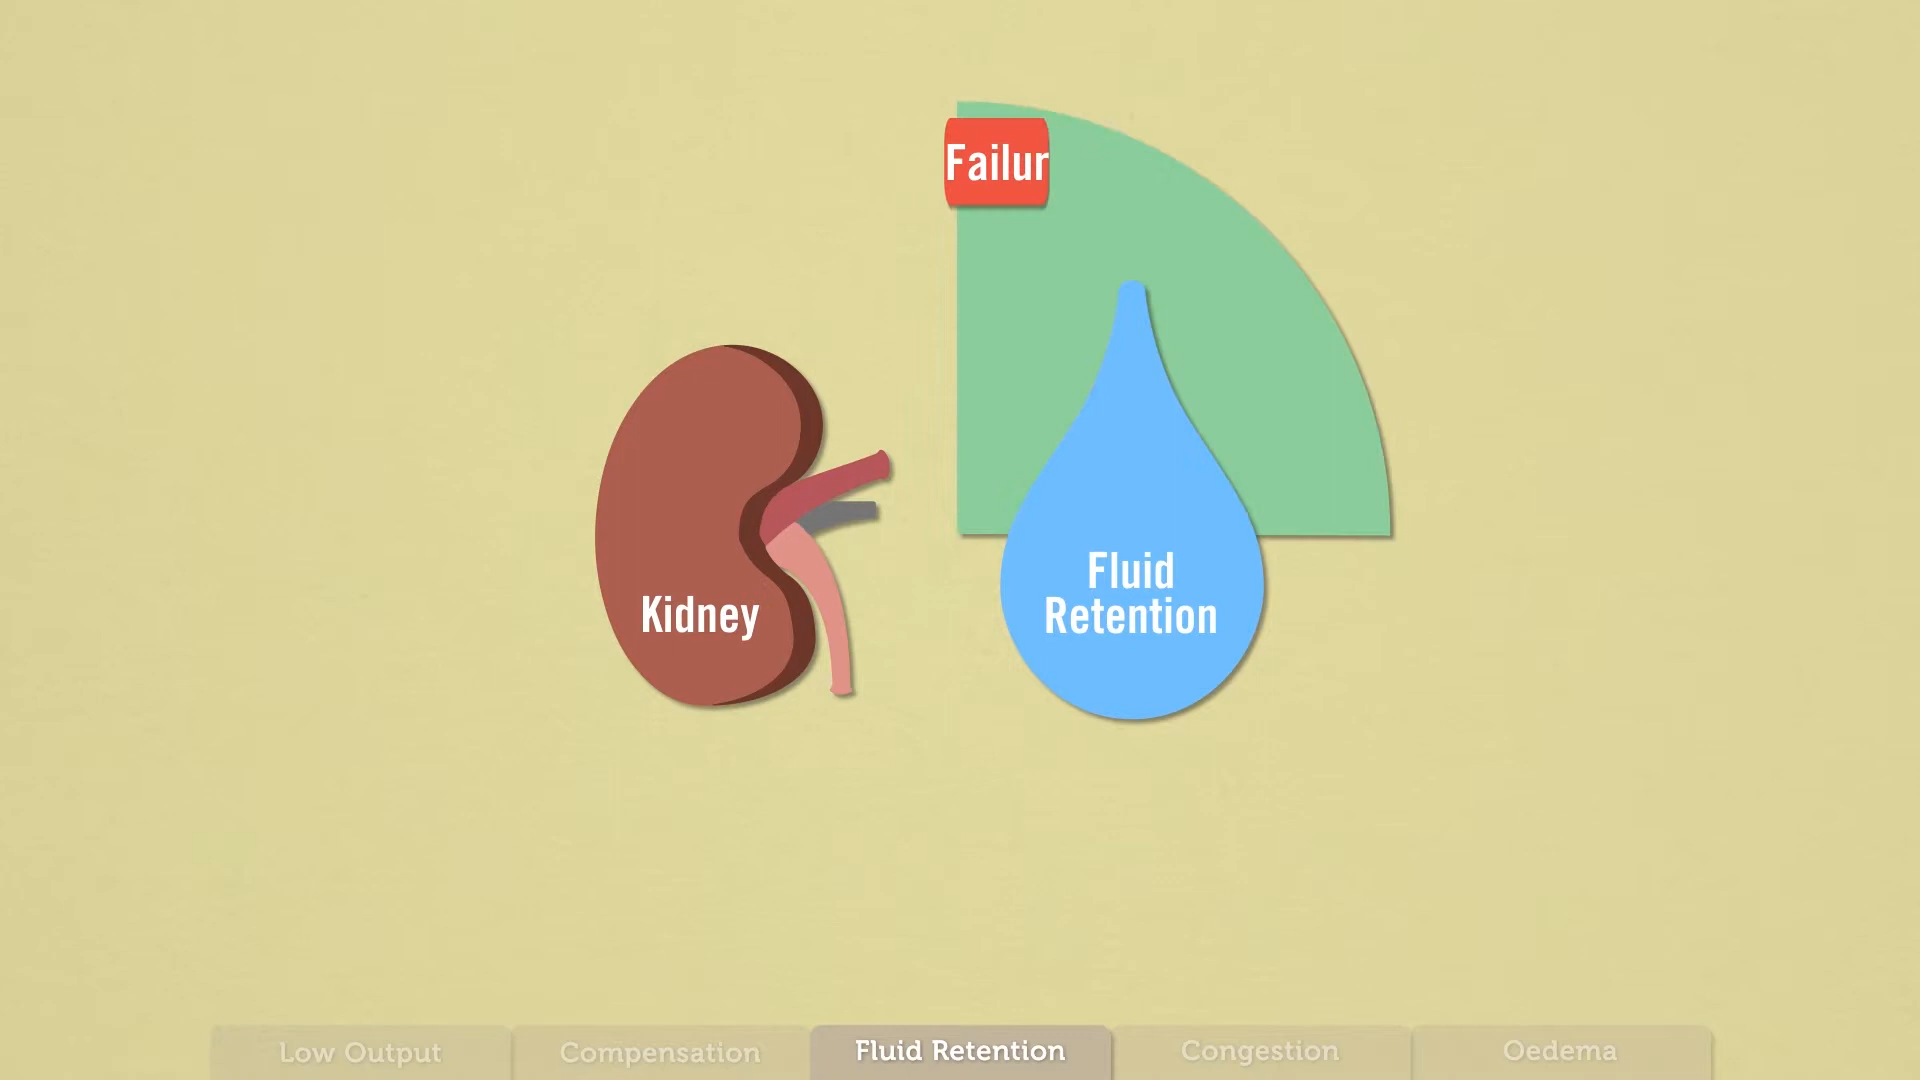 Failur
Kidney
Fluid
Retention
Low Output
Compensation
Fluid Retention
Congestion
Oedema